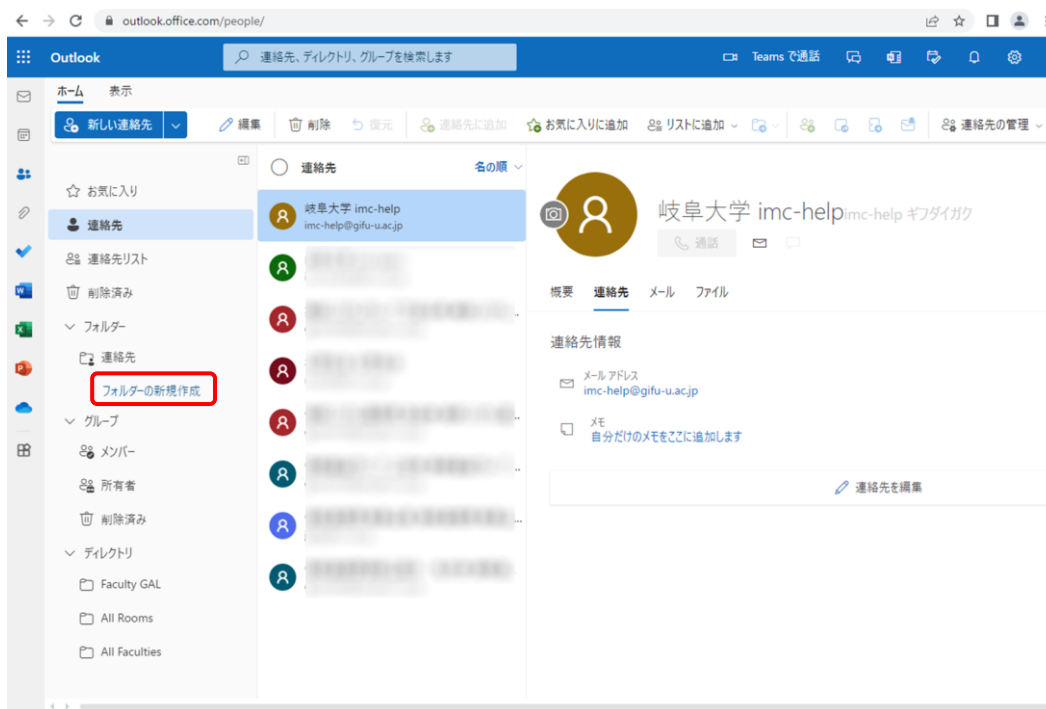 outlook.office.com/people/
Outlook
連絡先、ディレクトリ、グループを検索します
Teams で通話
ホーム 表示
新しい連絡先
編集
削除
復元
連絡先に追加
お気に入りに追加
リストに追加
連絡先の管理
お気に入り
連絡先
連絡先リスト
削除済み
フォルダー
連絡先
フォルダーの新規作成
グループ
メンバー
所有者
削除済み
ディレクトリ
Faculty GAL
All Rooms
All Faculties
連絡先
名の順
岐阜大学 imc-help
imc-help@gifu-u.ac.jp
岐阜大学 imc-help imc-help ギフダイガク
通話
概要 連絡先 メール ファイル
連絡先情報
メール アドレス
imc-help@gifu-u.ac.jp
メモ
自分だけのメモをここに追加します
連絡先を編集